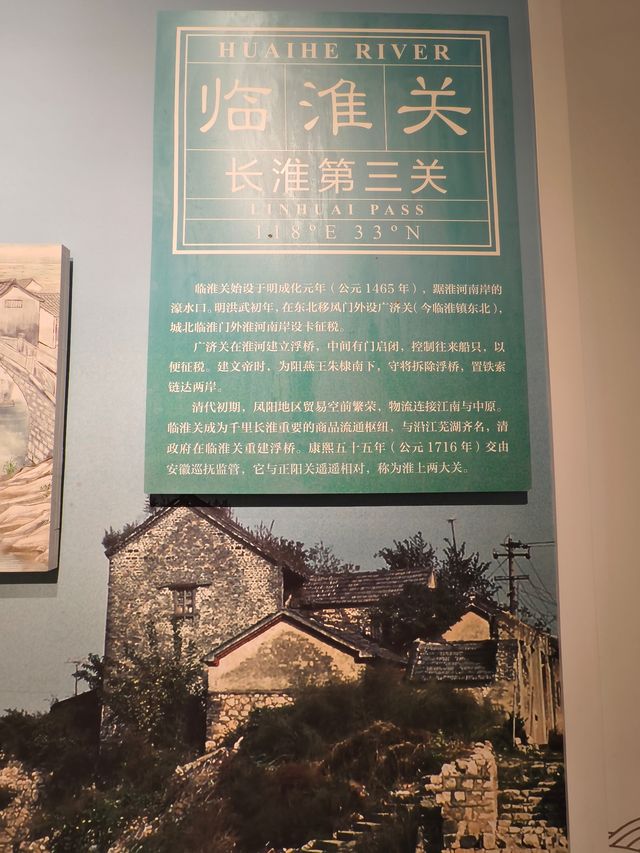 HUAIHE RIVER
临淮关
长淮第三关
LINHUAI PASS
118°E 33°N
临淮关始设于明成化元年（公元1465年），踞淮河南岸的
濠水口。明洪武初年，在东北移风门外设广济关（今临淮镇东北），
城北临淮门外淮河南岸设卡征税。
广济关在淮河建立浮桥，中间有门启闭，控制往来船只，以
便征税。建文帝时，为阻燕王朱棣南下，守将拆除浮桥，置铁索
链达两岸。
清代初期，凤阳地区贸易空前繁荣，物流连接江南与中原。
临淮关成为千里长淮重要的商品流通枢纽，与沿江芜湖齐名，清
政府在临淮关重建浮桥。康熙五十五年（公元1716年）交由
安徽巡抚监管，它与正阳关遥遥相对，称为淮上两大关。